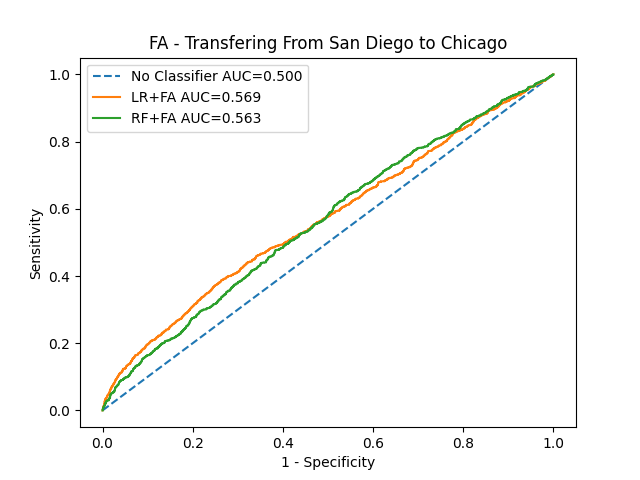 FA - Transfering From San Diego to Chicago
No Classifier AUC=0.500
LR+FA AUC=0.569
RF+FA AUC=0.563
Sensitivity
1.0
0.8
0.6
0.4
0.2
0.0
0.0 0.2 0.4 0.6 0.8 1.0
1 - Specificity